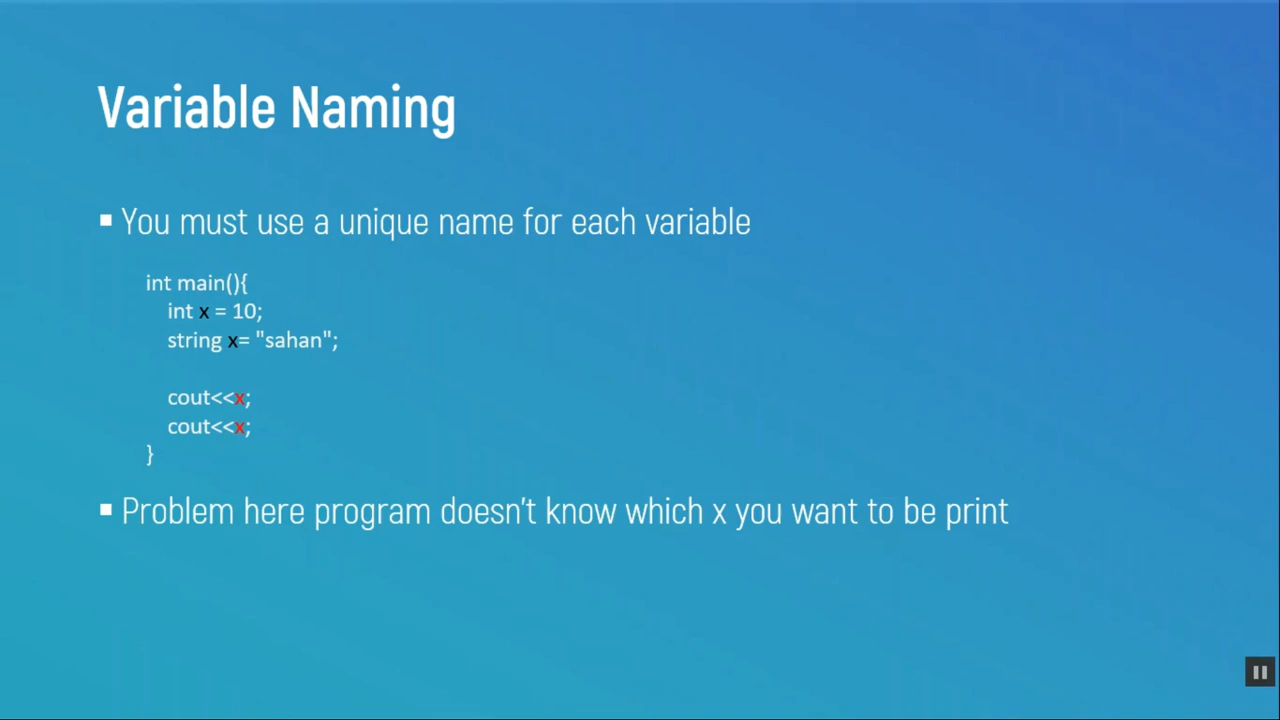 Variable Naming
▪ You must use a unique name for each variable
int main(){
int x = 10;
string x= "sahan";
cout<<x;
cout<<x;
}
▪ Problem here program doesn't know which x you want to be print